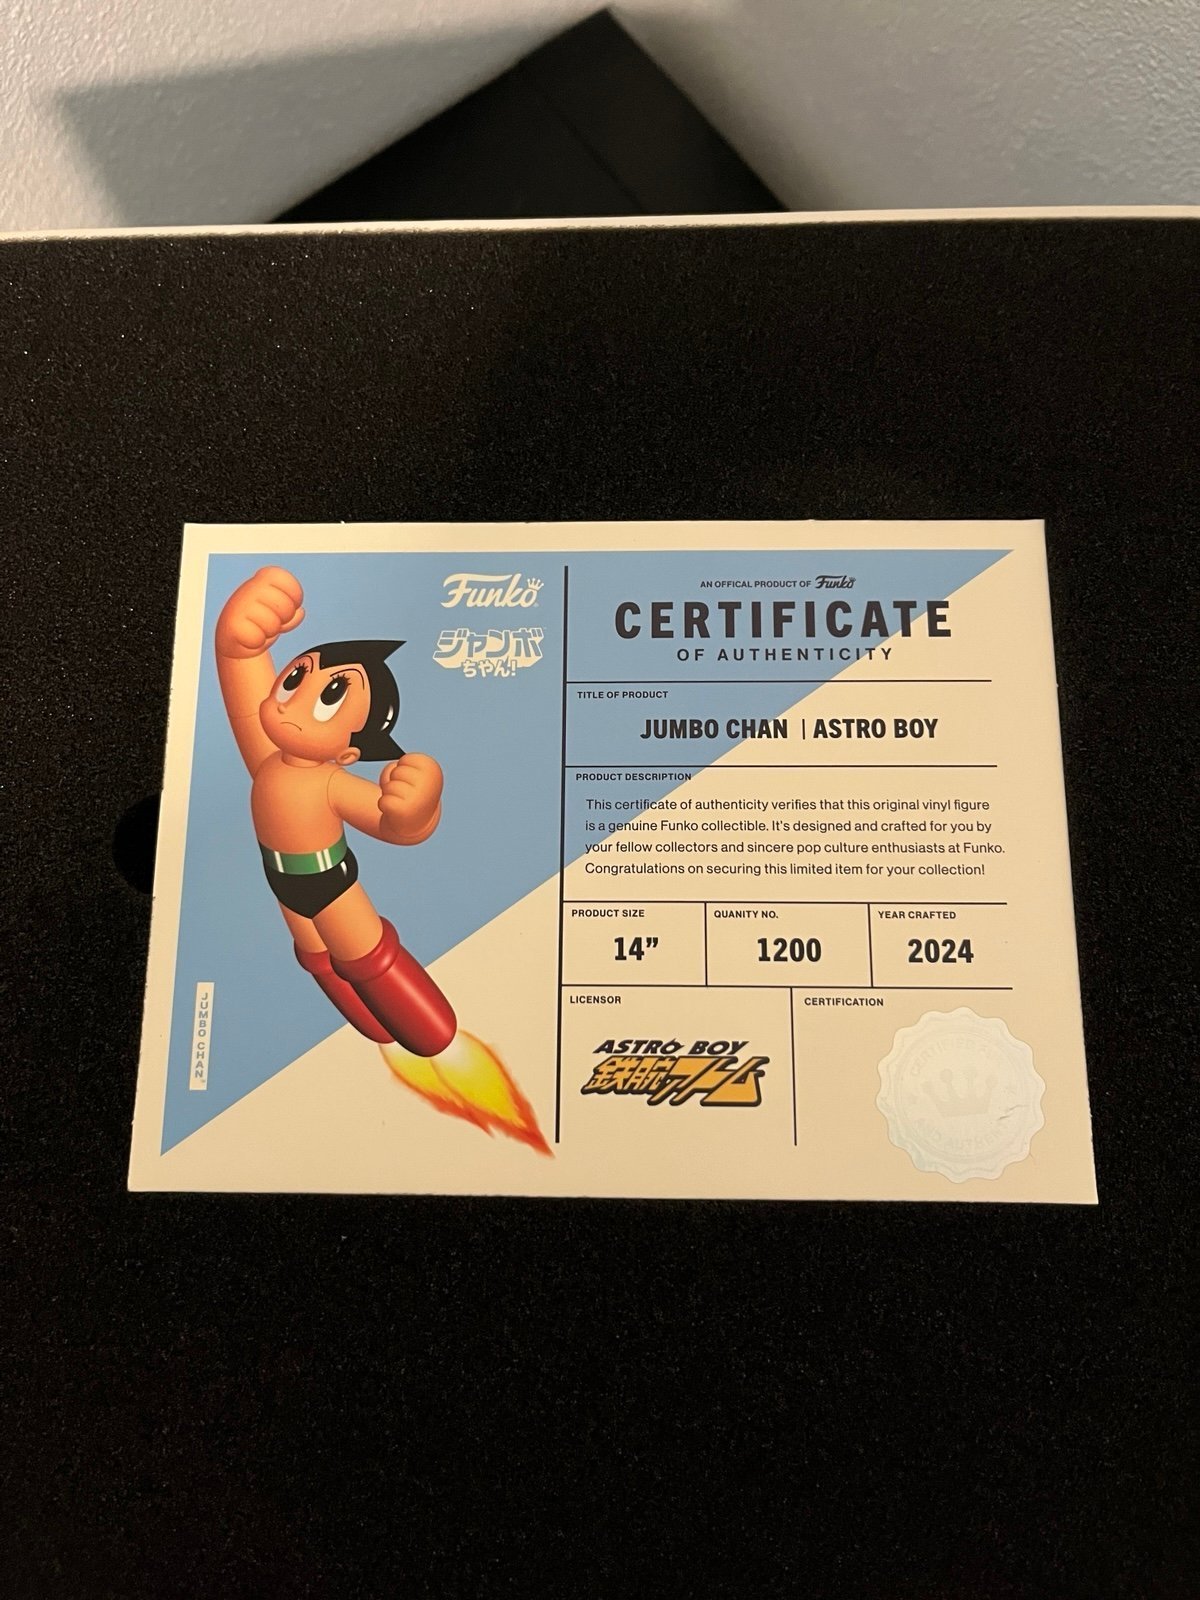 Funko
ジャンボ
ちゃん!
JUMBO CHAN™
AN OFFICAL PRODUCT OF Funko
CERTIFICATE
OF AUTHENTICITY
TITLE OF PRODUCT
JUMBO CHAN | ASTRO BOY
PRODUCT DESCRIPTION
This certificate of authenticity verifies that this original vinyl figure
is a genuine Funko collectible. It's designed and crafted for you by
your fellow collectors and sincere pop culture enthusiasts at Funko.
Congratulations on securing this limited item for your collection!
PRODUCT SIZE
14”
QUANITY NO.
1200
YEAR CRAFTED
2024
LICENSOR
ASTRO BOY
鉄腕アトム
CERTIFICATION